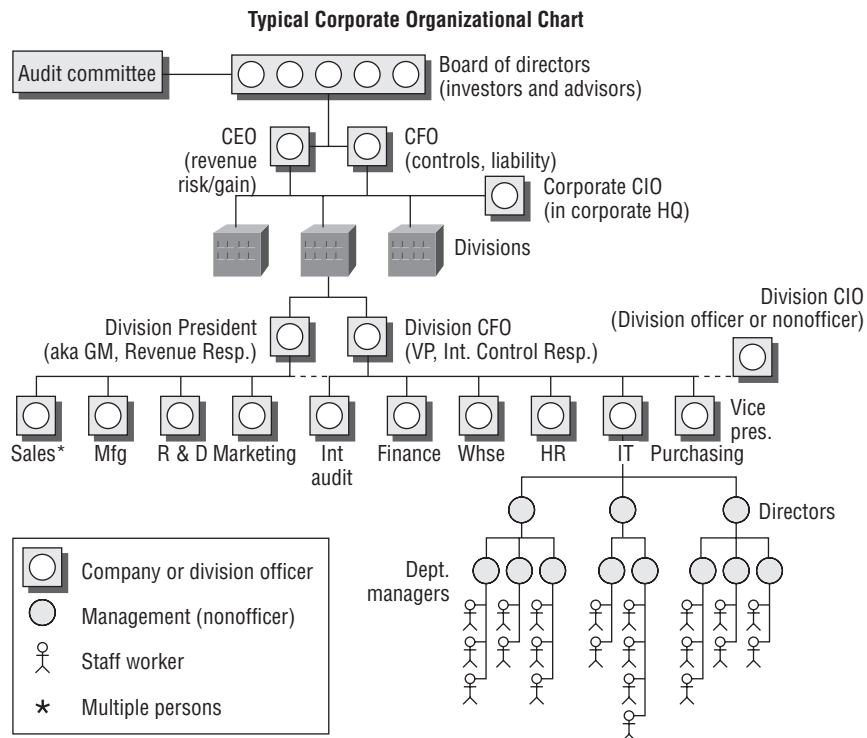 Typical Corporate Organizational Chart
Audit committee
Board of directors
(investors and advisors)
CEO
(revenue
risk/gain)
CFO
(controls, liability)
Corporate CIO
(in corporate HQ)
Divisions
Division CIO
(Division officer or nonofficer)
Division President
(aka GM, Revenue Resp.)
Division CFO
(VP, Int. Control Resp.)
Sales*
Mfg
R & D
Marketing
Int
audit
Finance
Whse
HR
IT
Purchasing
Vice
pres.
Directors
Dept.
managers
Company or division officer
Management (nonofficer)
Staff worker
* Multiple persons